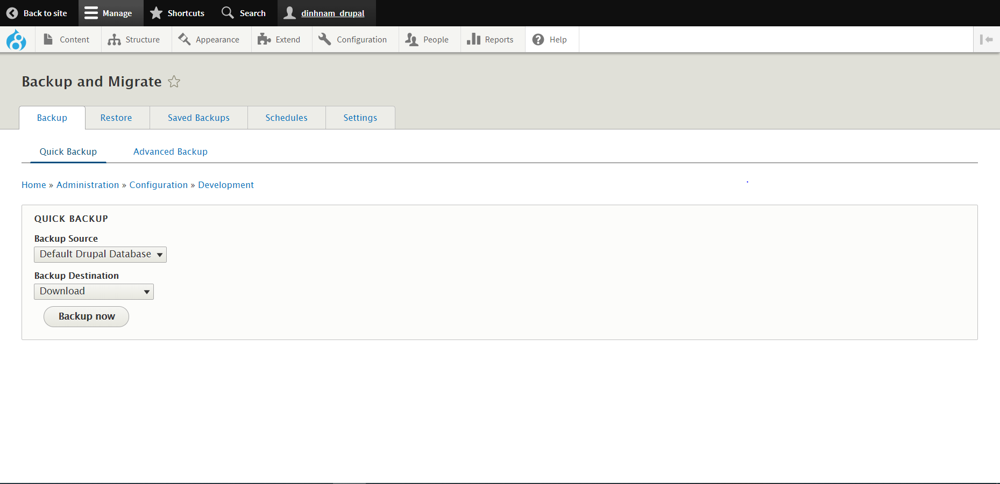 Back to site Manage Shortcuts Search dinhnam_drupal
Content Structure Appearance Extend Configuration People Reports Help
Backup and Migrate
Backup Restore Saved Backups Schedules Settings
Quick Backup Advanced Backup
Home » Administration » Configuration » Development
QUICK BACKUP
Backup Source
Default Drupal Database
Backup Destination
Download
Backup now